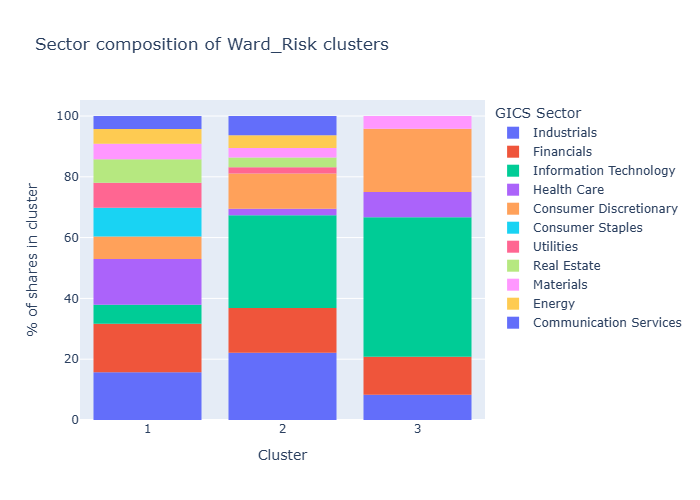 Sector composition of Ward_Risk clusters
GICS Sector
Industrials
Financials
Information Technology
Health Care
Consumer Discretionary
Consumer Staples
Utilities
Real Estate
Materials
Energy
Communication Services
% of shares in cluster
100
80
60
40
20
0
1 2 3
Cluster